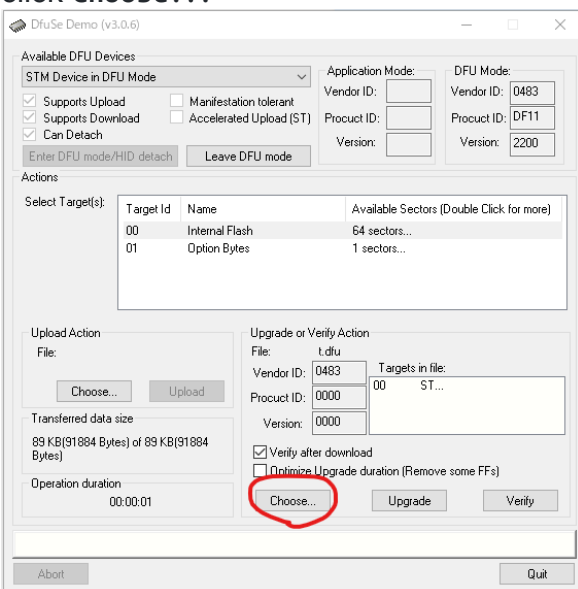 DfuSe Demo (v3.0.6)
Available DFU Devices
STM Device in DFU Mode
Supports Upload
Manifestation tolerant
Supports Download
Accelerated Upload (ST)
Can Detach
Enter DFU mode/HID detach
Leave DFU mode
Application Mode:
Vendor ID:
Procuct ID:
Version:
DFU Mode:
Vendor ID: 0483
Procuct ID: DF11
Version: 2200
Actions
Select Target(s):
Target Id Name Available Sectors (Double Click for more)
00 Internal Flash 64 sectors...
01 Option Bytes 1 sectors...
Upload Action
File:
Choose... Upload
Transferred data size
89 KB(91884 Bytes) of 89 KB(91884
Bytes)
Operation duration
00:00:01
Upgrade or Verify Action
File: t.dfu
Vendor ID: 0483
Procuct ID: 0000
Version: 0000
Targets in file:
00 ST...
Verify after download
Optimize Upgrade duration (Remove some FFs)
Choose... Upgrade Verify
Abort Quit